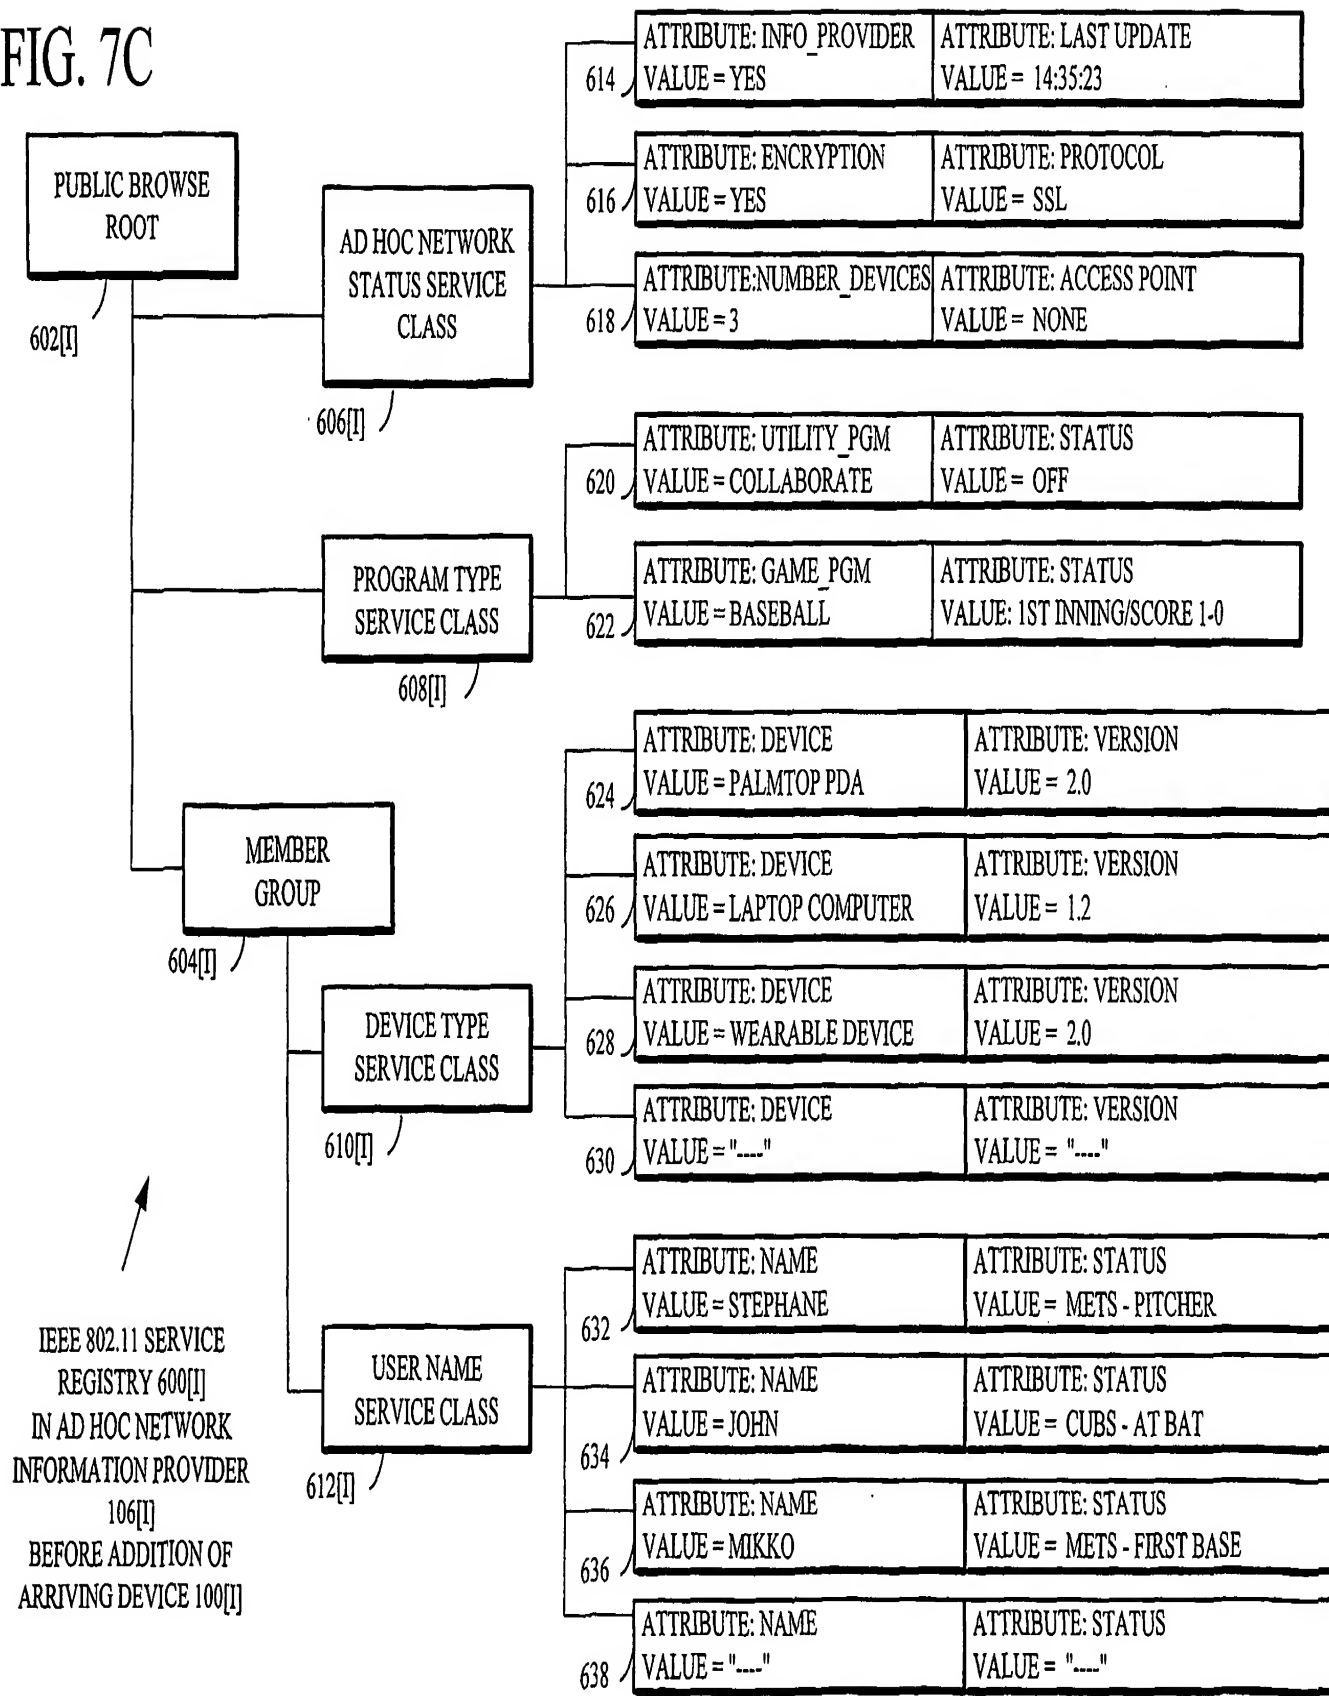 FIG. 7C
PUBLIC BROWSE
ROOT
602[I]
AD HOC NETWORK
STATUS SERVICE
CLASS
606[I]
614
ATTRIBUTE: INFO_PROVIDER
VALUE = YES
ATTRIBUTE: LAST UPDATE
VALUE = 14:35:23
616
ATTRIBUTE: ENCRYPTION
VALUE = YES
ATTRIBUTE: PROTOCOL
VALUE = SSL
618
ATTRIBUTE:NUMBER_DEVICES
VALUE = 3
ATTRIBUTE: ACCESS POINT
VALUE = NONE
PROGRAM TYPE
SERVICE CLASS
608[I]
620
ATTRIBUTE: UTILITY_PGM
VALUE = COLLABORATE
ATTRIBUTE: STATUS
VALUE = OFF
622
ATTRIBUTE: GAME_PGM
VALUE = BASEBALL
ATTRIBUTE: STATUS
VALUE: 1ST INNING/SCORE 1-0
MEMBER
GROUP
604[I]
DEVICE TYPE
SERVICE CLASS
610[I]
624
ATTRIBUTE: DEVICE
VALUE = PALMTOP PDA
ATTRIBUTE: VERSION
VALUE = 2.0
626
ATTRIBUTE: DEVICE
VALUE = LAPTOP COMPUTER
ATTRIBUTE: VERSION
VALUE = 1.2
628
ATTRIBUTE: DEVICE
VALUE = WEARABLE DEVICE
ATTRIBUTE: VERSION
VALUE = 2.0
630
ATTRIBUTE: DEVICE
VALUE = "----"
ATTRIBUTE: VERSION
VALUE = "----"
USER NAME
SERVICE CLASS
612[I]
632
ATTRIBUTE: NAME
VALUE = STEPHANE
ATTRIBUTE: STATUS
VALUE = METS - PITCHER
634
ATTRIBUTE: NAME
VALUE = JOHN
ATTRIBUTE: STATUS
VALUE = CUBS - AT BAT
636
ATTRIBUTE: NAME
VALUE = MIKKO
ATTRIBUTE: STATUS
VALUE = METS - FIRST BASE
638
ATTRIBUTE: NAME
VALUE = "----"
ATTRIBUTE: STATUS
VALUE = "----"
IEEE 802.11 SERVICE
REGISTRY 600[I]
IN AD HOC NETWORK
INFORMATION PROVIDER
106[I]
BEFORE ADDITION OF
ARRIVING DEVICE 100[I]